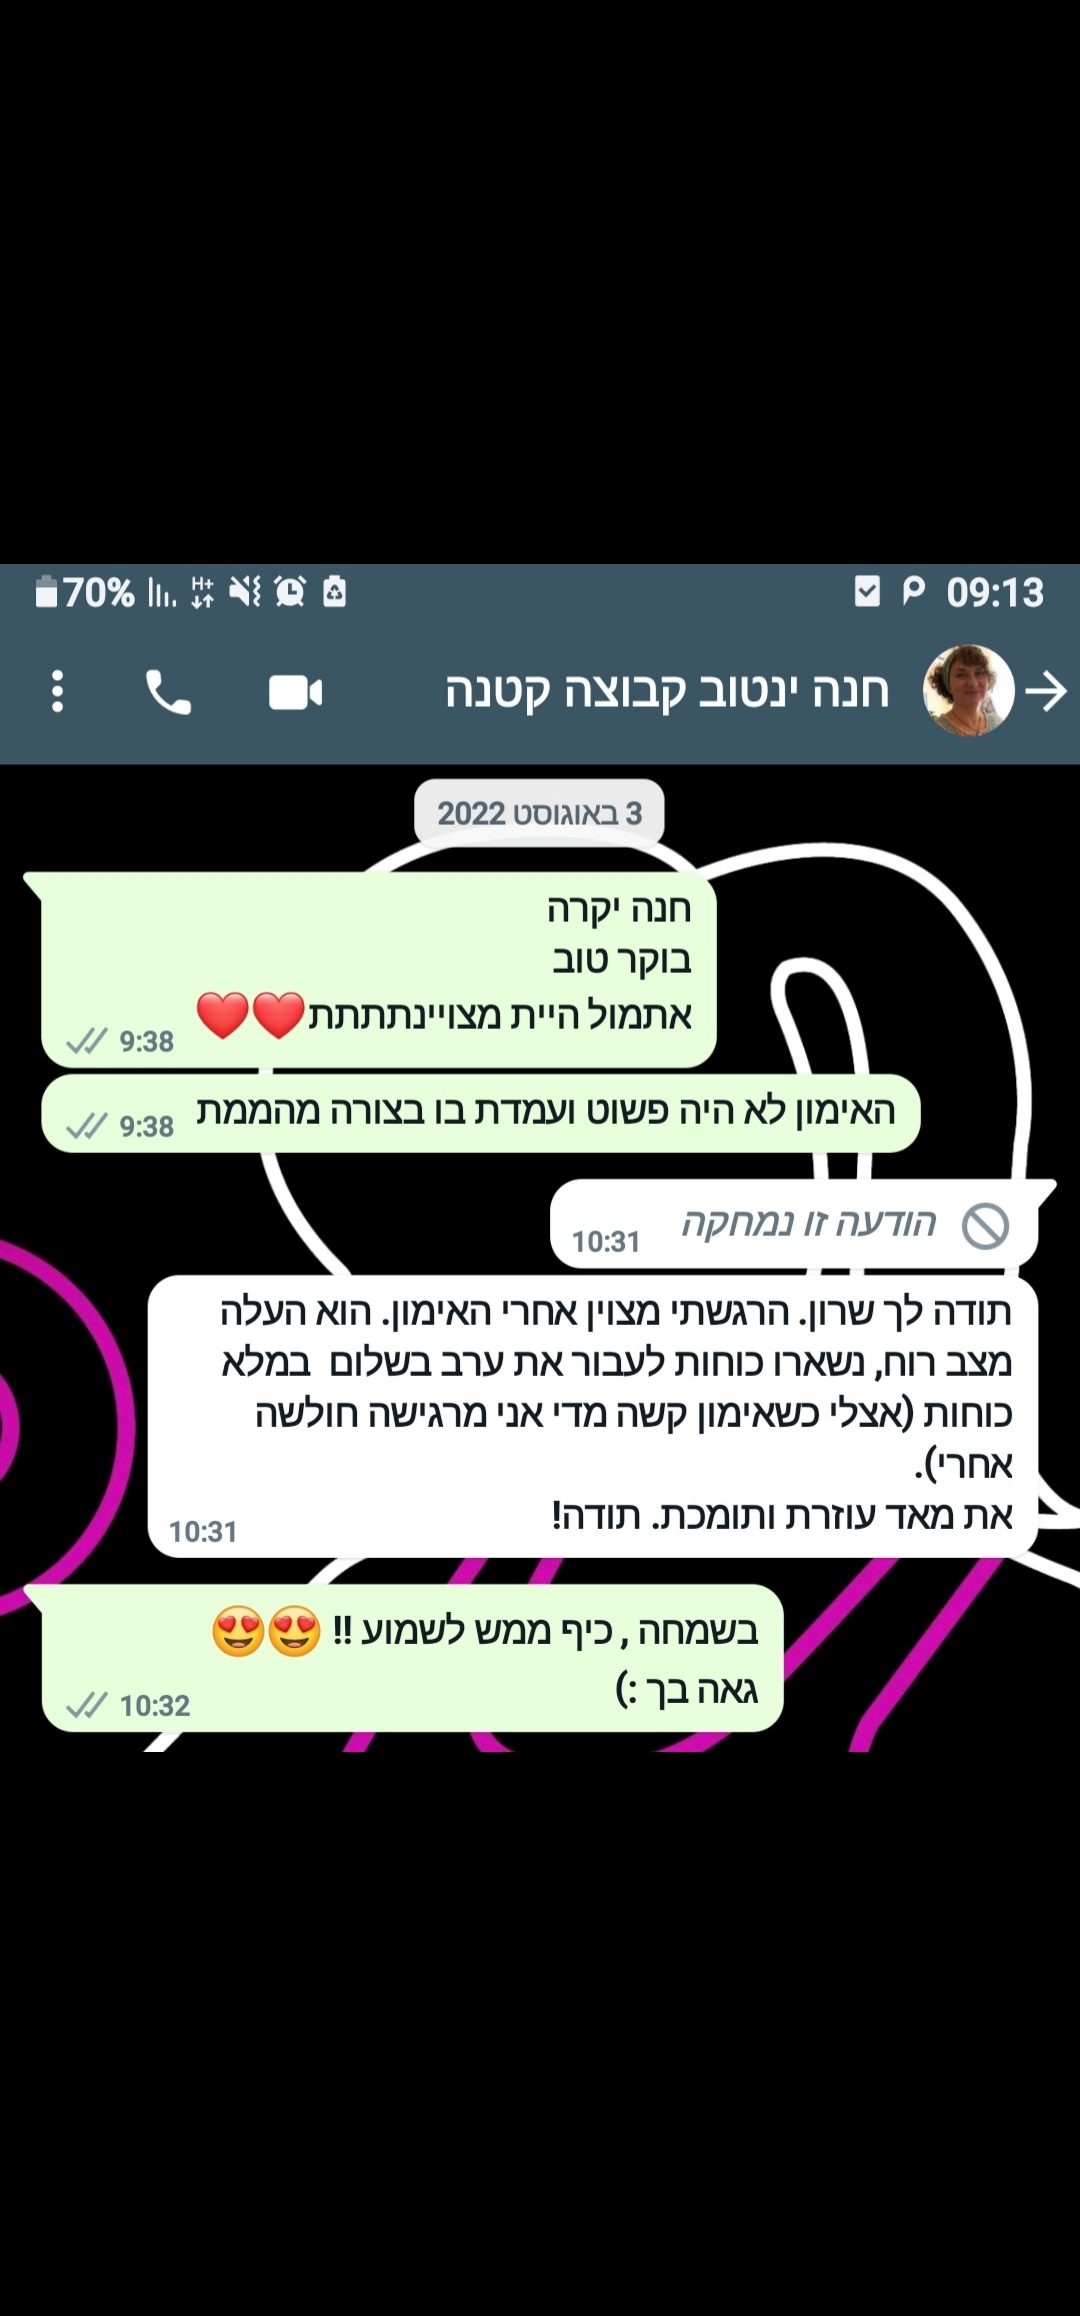 70% H+ 09:13
חנה ינטוב קבוצה קטנה
3 באוגוסט 2022
חנה יקרה
בוקר טוב
אתמול היית מצויינתתתת❤️❤️
9:38
האימון לא היה פשוט ועמדת בו בצורה מהממת
9:38
הודעה זו נמחקה
10:31
תודה לך שרון. הרגשתי מצוין אחרי האימון. הוא העלה
מצב רוח, נשארו כוחות לעבור את ערב בשלום  במלא
כוחות (אצלי כשאימון קשה מדי אני מרגישה חולשה
אחרי).
את מאד עוזרת ותומכת. תודה!
10:31
בשמחה , כיף ממש לשמוע !! 😍😍
גאה בך :)
10:32